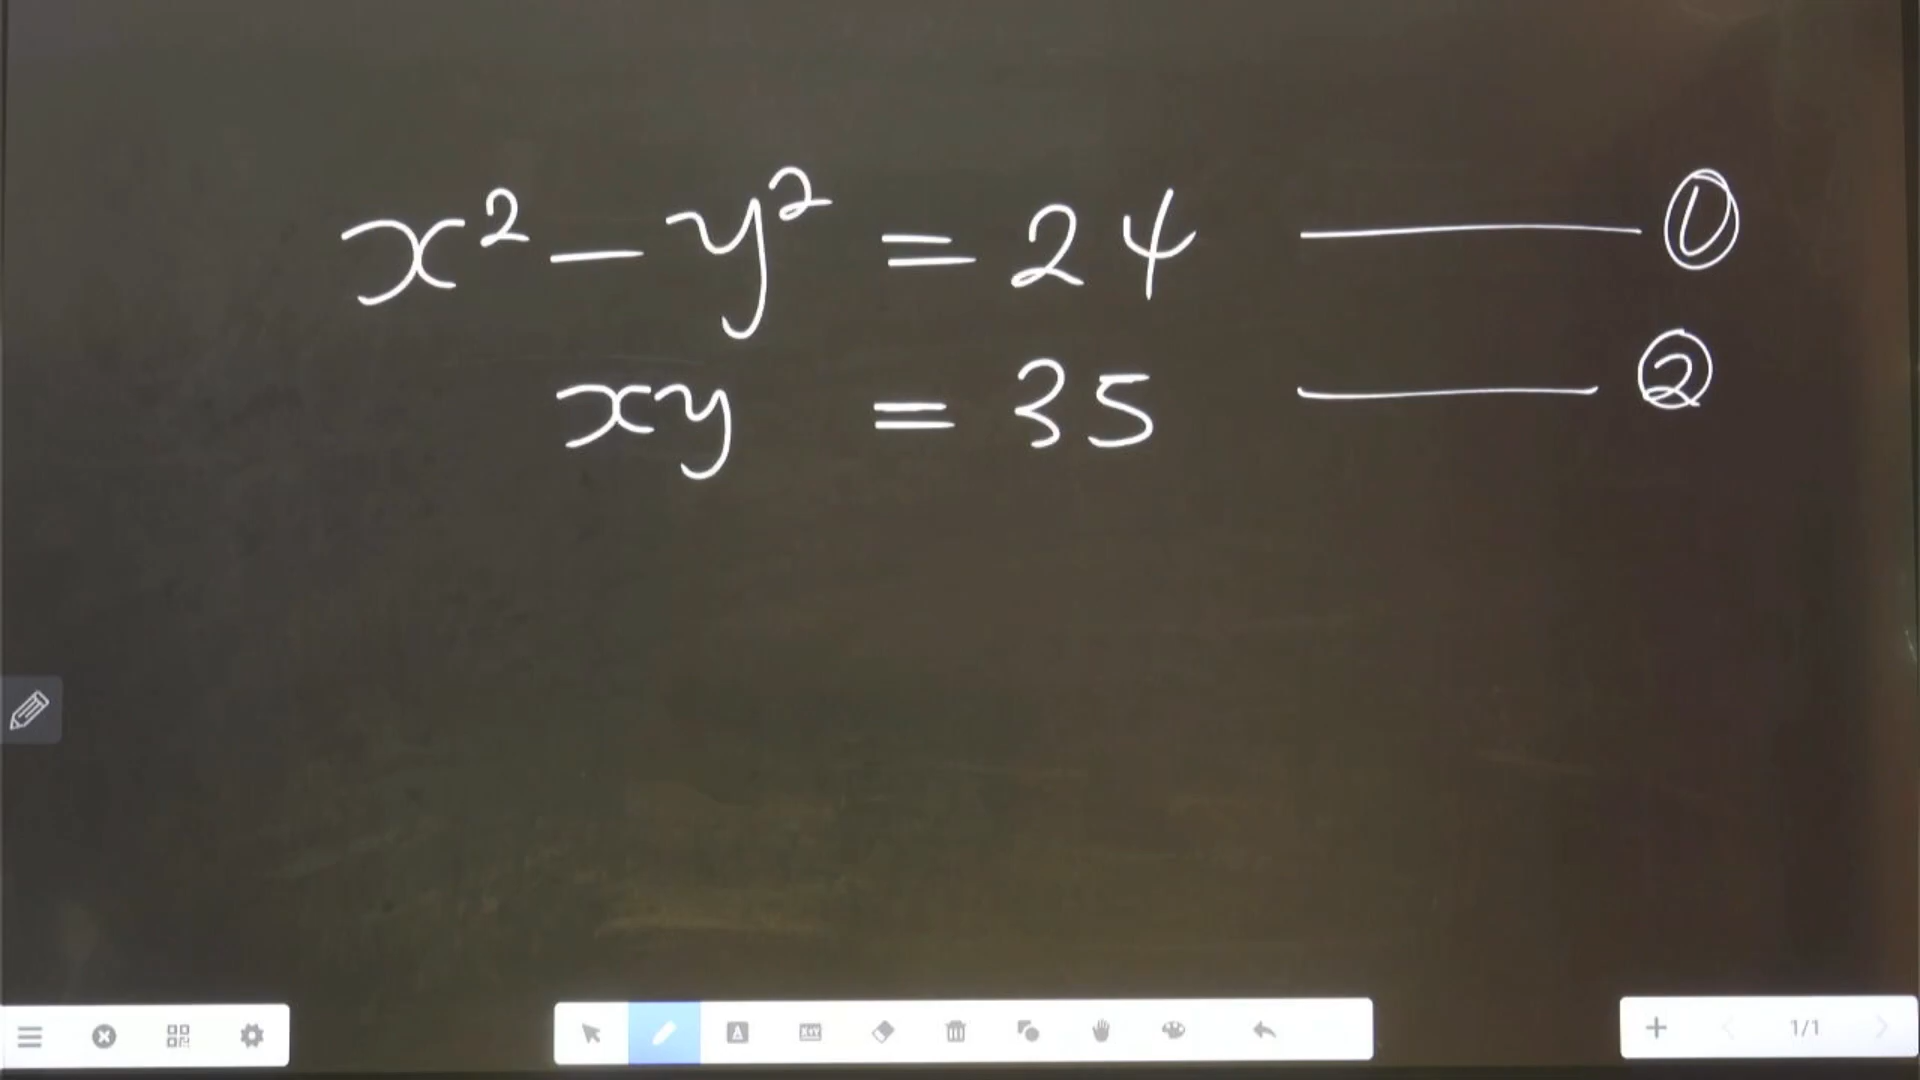 x² − y² = 24 ——— ①
xy = 35 ——— ②
1/1